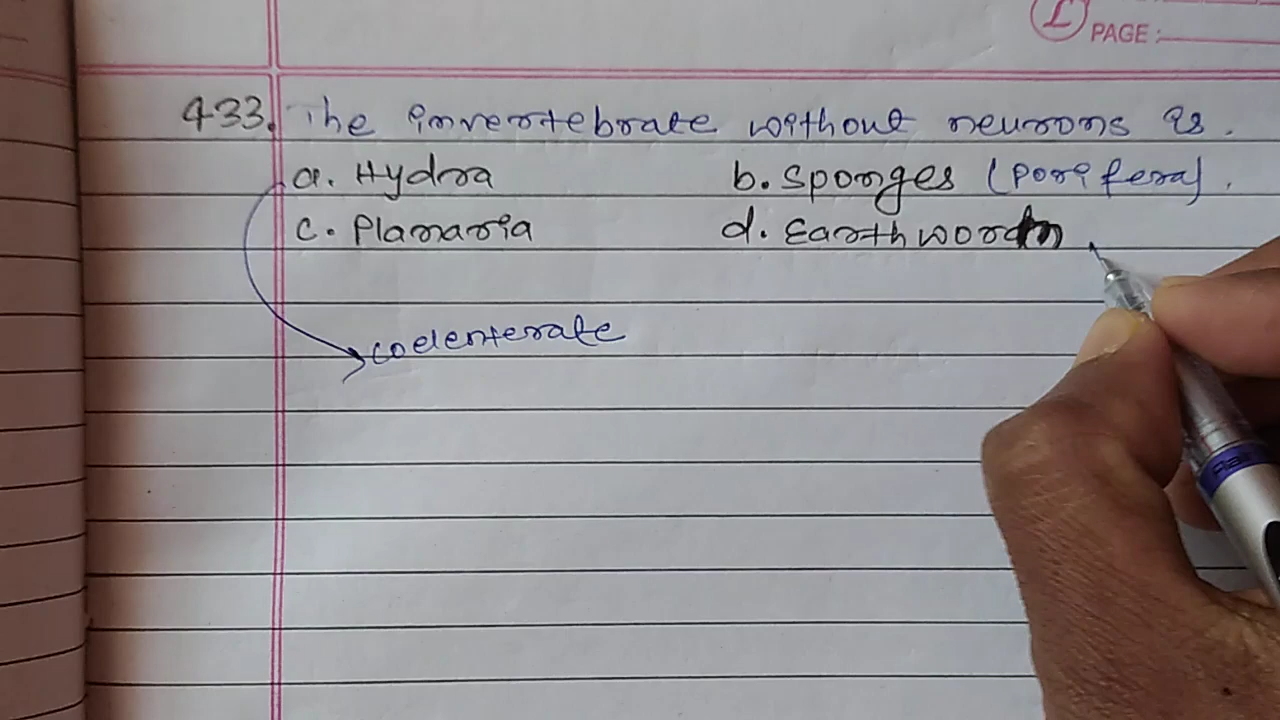 L PAGE:
433. The invertebrate without neurons is.
a. Hydra b. Sponges (Porifera).
c. Planaria d. Earthworm
coelenterate